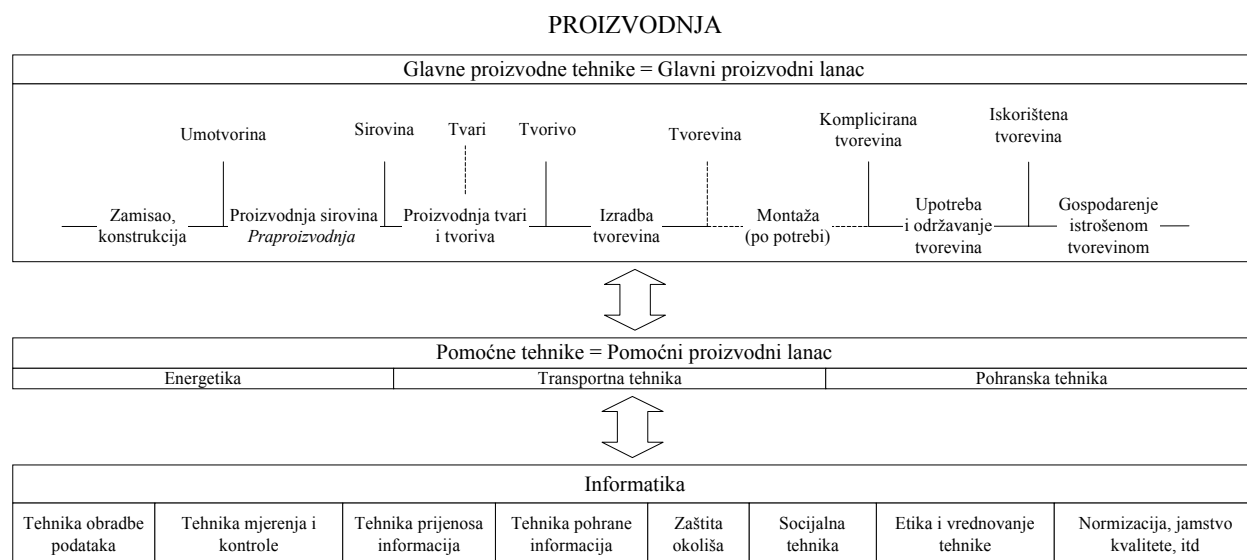 PROIZVODNJA
Glavne proizvodne tehnike = Glavni proizvodni lanac
Umotvorina
Sirovina
Tvari
Tvorivo
Tvorevina
Komplicirana
tvorevina
Iskorištena
tvorevina
Zamisao,
konstrukcija
Proizvodnja sirovina
Praproizvodnja
Proizvodnja tvari
i tvoriva
Izradba
tvorevina
Montaža
(po potrebi)
Upotreba
i održavanje
tvorevina
Gospodarenje
istrošenom
tvorevinom
Pomoćne tehnike = Pomoćni proizvodni lanac
Energetika
Transportna tehnika
Pohranska tehnika
Informatika
Tehnika obradbe
podataka
Tehnika mjerenja i
kontrole
Tehnika prijenosa
informacija
Tehnika pohrane
informacija
Zaštita
okoliša
Socijalna
tehnika
Etika i vrednovanje
tehnike
Normizacija, jamstvo
kvalitete, itd